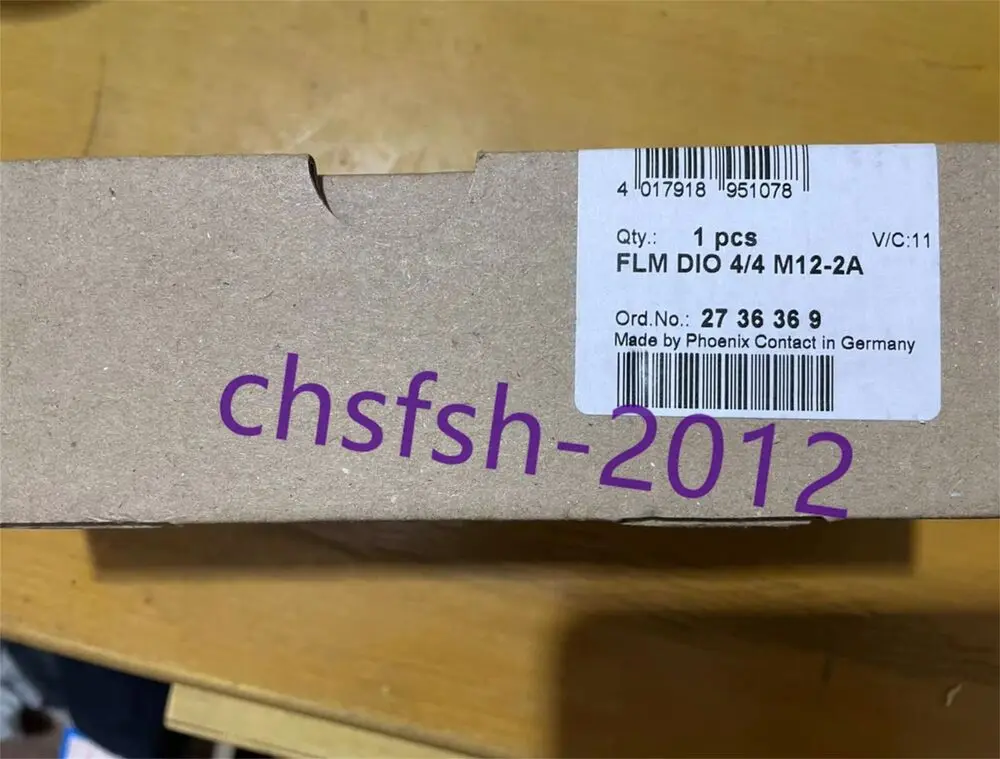 4 017918 951078
Qty.: 1 pcs V/C:11
FLM DIO 4/4 M12-2A
Ord.No.: 27 36 36 9
Made by Phoenix Contact in Germany
chsfsh-2012